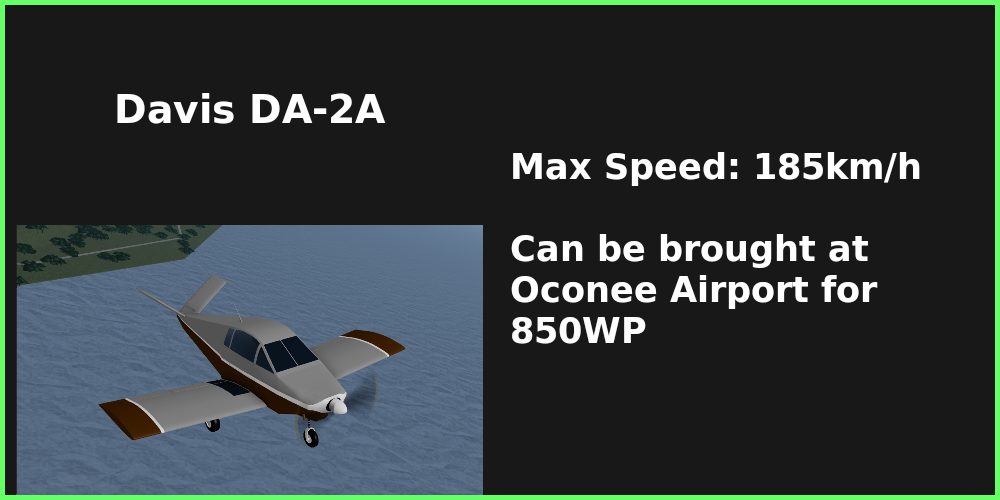 Davis DA-2A
Max Speed: 185km/h
Can be brought at
Oconee Airport for
850WP